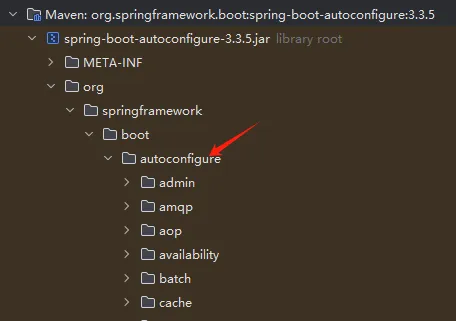 Maven: org.springframework.boot:spring-boot-autoconfigure:3.3.5
spring-boot-autoconfigure-3.3.5.jar library root
META-INF
org
springframework
boot
autoconfigure
admin
amqp
aop
availability
batch
cache